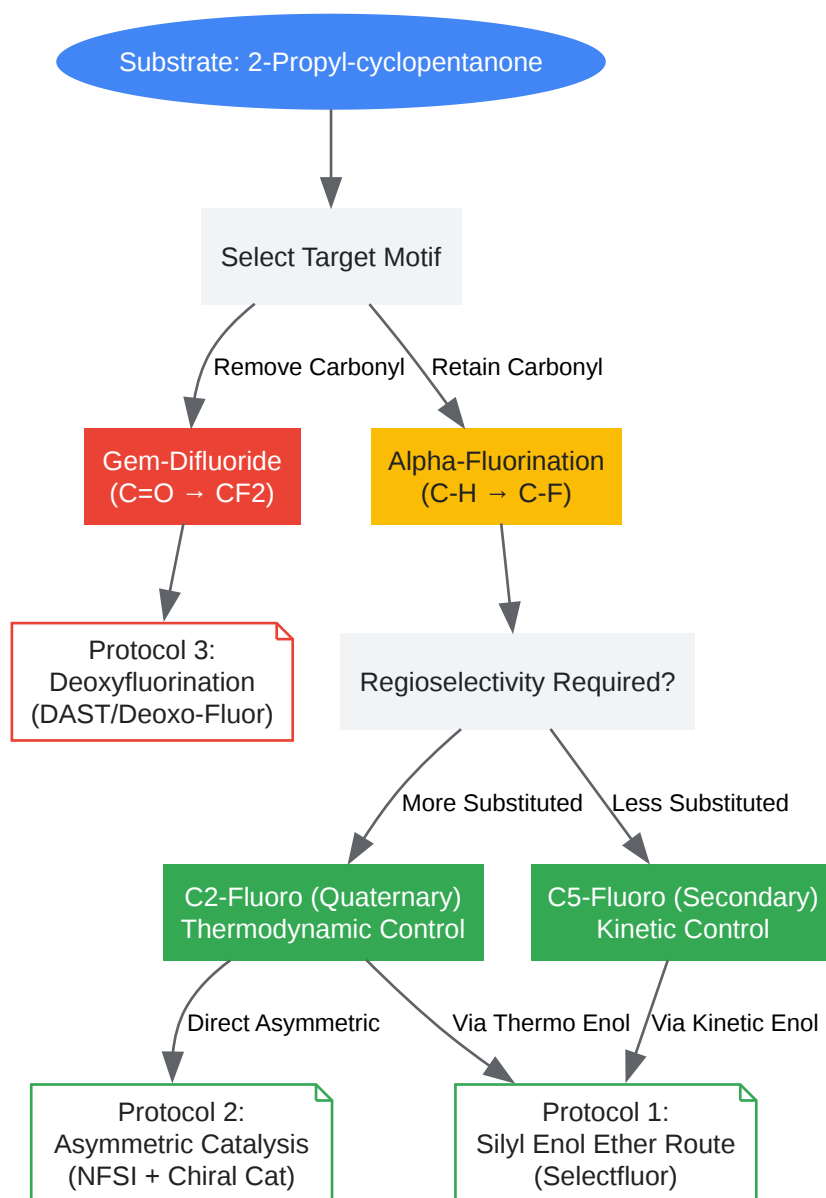 Substrate: 2-Propyl-cyclopentanone
Select Target Motif
Remove Carbonyl
Retain Carbonyl
Gem-Difluoride
(C=O → CF2)
Alpha-Fluorination
(C-H → C-F)
Protocol 3:
Deoxyfluorination
(DAST/Deoxo-Fluor)
Regioselectivity Required?
More Substituted
Less Substituted
C2-Fluoro (Quaternary)
Thermodynamic Control
C5-Fluoro (Secondary)
Kinetic Control
Direct Asymmetric
Via Thermo Enol
Via Kinetic Enol
Protocol 2:
Asymmetric Catalysis
(NFSI + Chiral Cat)
Protocol 1:
Silyl Enol Ether Route
(Selectfluor)